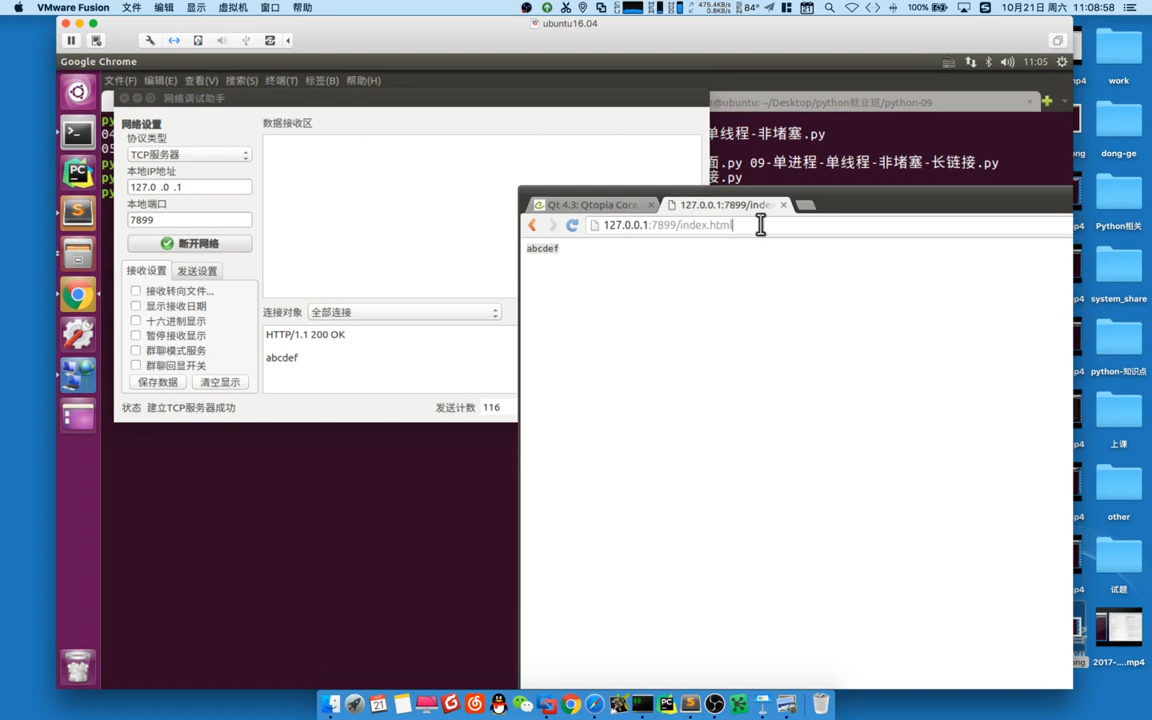 VMware Fusion 文件 编辑 显示 虚拟机 窗口 帮助 475.4KB/s 0.8KB/s 84° 100% 10月21日 周六 11:08:58
ubuntu16.04
Google Chrome 11:05
文件(F) 编辑(E) 查看(V) 搜索(S) 终端(T) 标签(B) 帮助(H)
网络调试助手
@ubuntu: ~/Desktop/python就业班/python-09
网络设置
数据接收区
协议类型
TCP服务器
本地IP地址
127.0 .0 .1
本地端口
7899
断开网络
接收设置 发送设置
接收转向文件...
显示接收日期
十六进制显示
暂停接收显示
群聊模式服务
群聊回显开关
保存数据 清空显示
连接对象 全部连接
HTTP/1.1 200 OK
abcdef
状态 建立TCP服务器成功
发送计数 116
py
04
05
py
py
单线程-非堵塞.py
面.py 09-单进程-单线程-非堵塞-长链接.py
接.py
Qt 4.3: Qtopia Core
127.0.0.1:7899/inde
127.0.0.1:7899/index.html
abcdef
work
dong-ge
Python相关
system_share
python-知识点
上课
other
试题
2017-....mp4